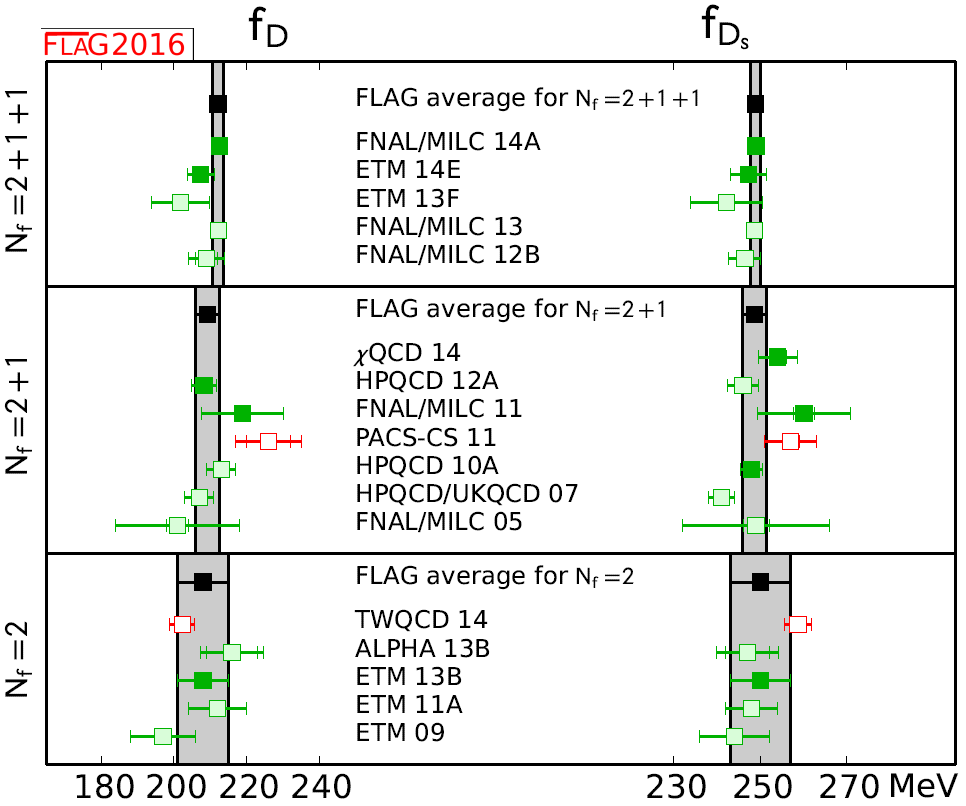 f_D f_{D_s}
FLAG2016
N_f=2+1+1
FLAG average for N_f=2+1+1
FNAL/MILC 14A
ETM 14E
ETM 13F
FNAL/MILC 13
FNAL/MILC 12B
N_f=2+1
FLAG average for N_f=2+1
χQCD 14
HPQCD 12A
FNAL/MILC 11
PACS-CS 11
HPQCD 10A
HPQCD/UKQCD 07
FNAL/MILC 05
N_f=2
FLAG average for N_f=2
TWQCD 14
ALPHA 13B
ETM 13B
ETM 11A
ETM 09
180 200 220 240 230 250 270 MeV